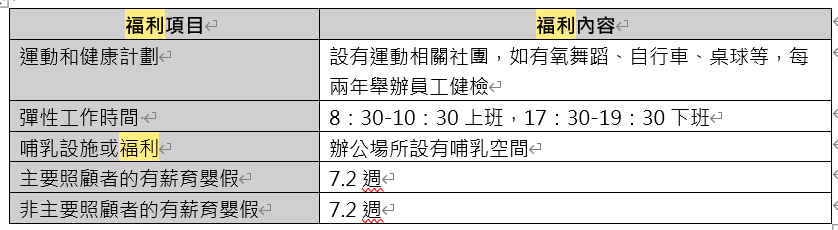 福利項目 福利內容
運動和健康計劃 設有運動相關社團，如有氧舞蹈、自行車、桌球等，每
兩年舉辦員工健檢
彈性工作時間 8：30-10：30 上班，17：30-19：30 下班
哺乳設施或福利 辦公場所設有哺乳空間
主要照顧者的有薪育嬰假 7.2 週
非主要照顧者的有薪育嬰假 7.2 週